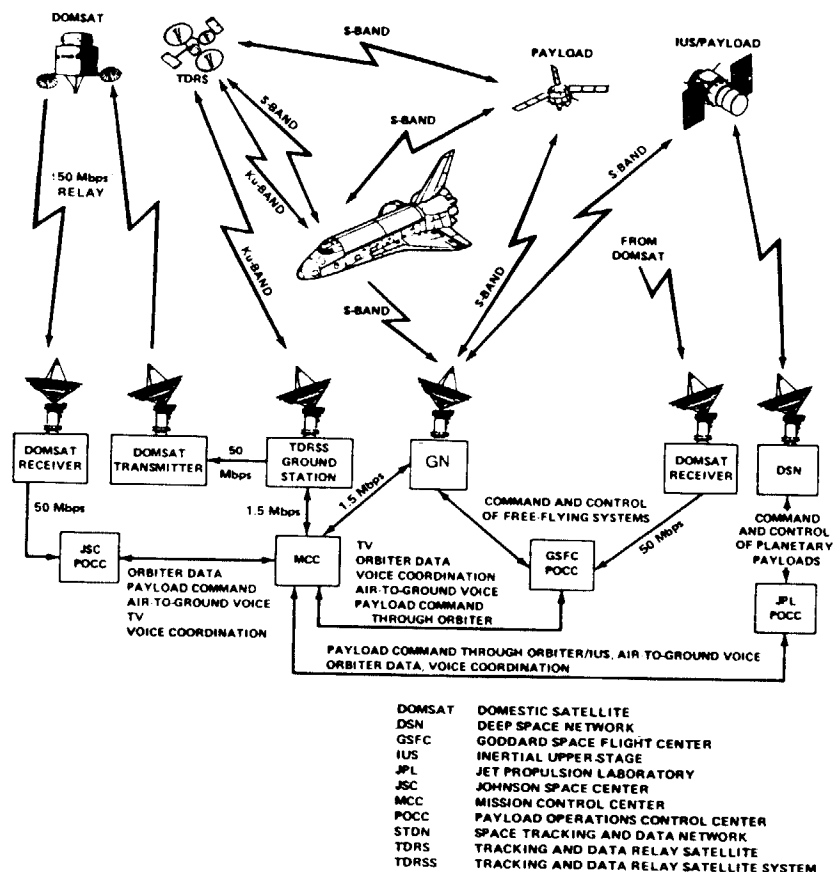 DOMSAT
TDRS
S-BAND
PAYLOAD
IUS/PAYLOAD
S-BAND
S-BAND
Ku-BAND
S-BAND
150 Mbps
RELAY
Ku-BAND
FROM
DOMSAT
S-BAND
S-BAND
DOMSAT
RECEIVER
DOMSAT
TRANSMITTER
50
Mbps
TDRSS
GROUND
STATION
GN
DOMSAT
RECEIVER
DSN
50 Mbps
1.5 Mbps
1.5 Mbps
COMMAND AND CONTROL
OF FREE-FLYING SYSTEMS
50 Mbps
COMMAND
AND CONTROL
OF PLANETARY
PAYLOADS
JSC
POCC
ORBITER DATA
PAYLOAD COMMAND
AIR-TO-GROUND VOICE
TV
VOICE COORDINATION
MCC
TV
ORBITER DATA
VOICE COORDINATION
AIR-TO-GROUND VOICE
PAYLOAD COMMAND
THROUGH ORBITER
GSFC
POCC
JPL
POCC
PAYLOAD COMMAND THROUGH ORBITER/IUS, AIR-TO-GROUND VOICE
ORBITER DATA, VOICE COORDINATION
DOMSAT DOMESTIC SATELLITE
DSN DEEP SPACE NETWORK
GSFC GODDARD SPACE FLIGHT CENTER
IUS INERTIAL UPPER-STAGE
JPL JET PROPULSION LABORATORY
JSC JOHNSON SPACE CENTER
MCC MISSION CONTROL CENTER
POCC PAYLOAD OPERATIONS CONTROL CENTER
STDN SPACE TRACKING AND DATA NETWORK
TDRS TRACKING AND DATA RELAY SATELLITE
TDRSS TRACKING AND DATA RELAY SATELLITE SYSTEM